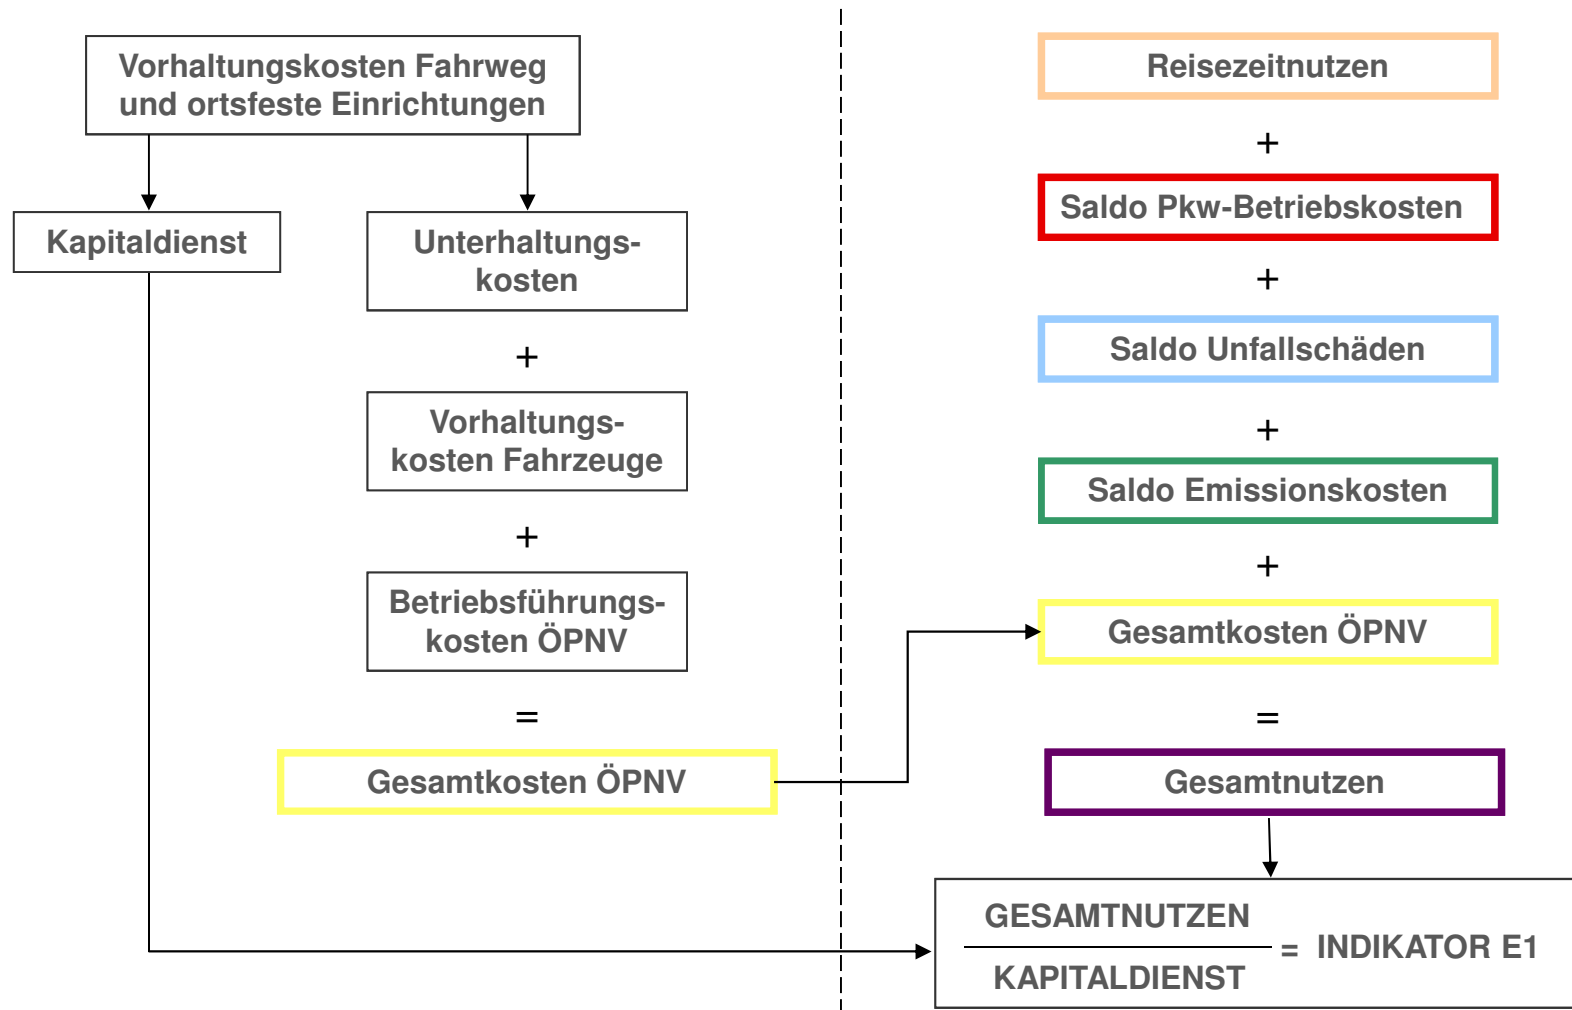 Vorhaltungskosten Fahrweg
und ortsfeste Einrichtungen
Kapitaldienst
Unterhaltungs-
kosten
+
Vorhaltungs-
kosten Fahrzeuge
+
Betriebsführungs-
kosten ÖPNV
=
Gesamtkosten ÖPNV
Reisezeitnutzen
+
Saldo Pkw-Betriebskosten
+
Saldo Unfallschäden
+
Saldo Emissionskosten
+
Gesamtkosten ÖPNV
=
Gesamtnutzen
GESAMTNUTZEN
= INDIKATOR E1
KAPITALDIENST